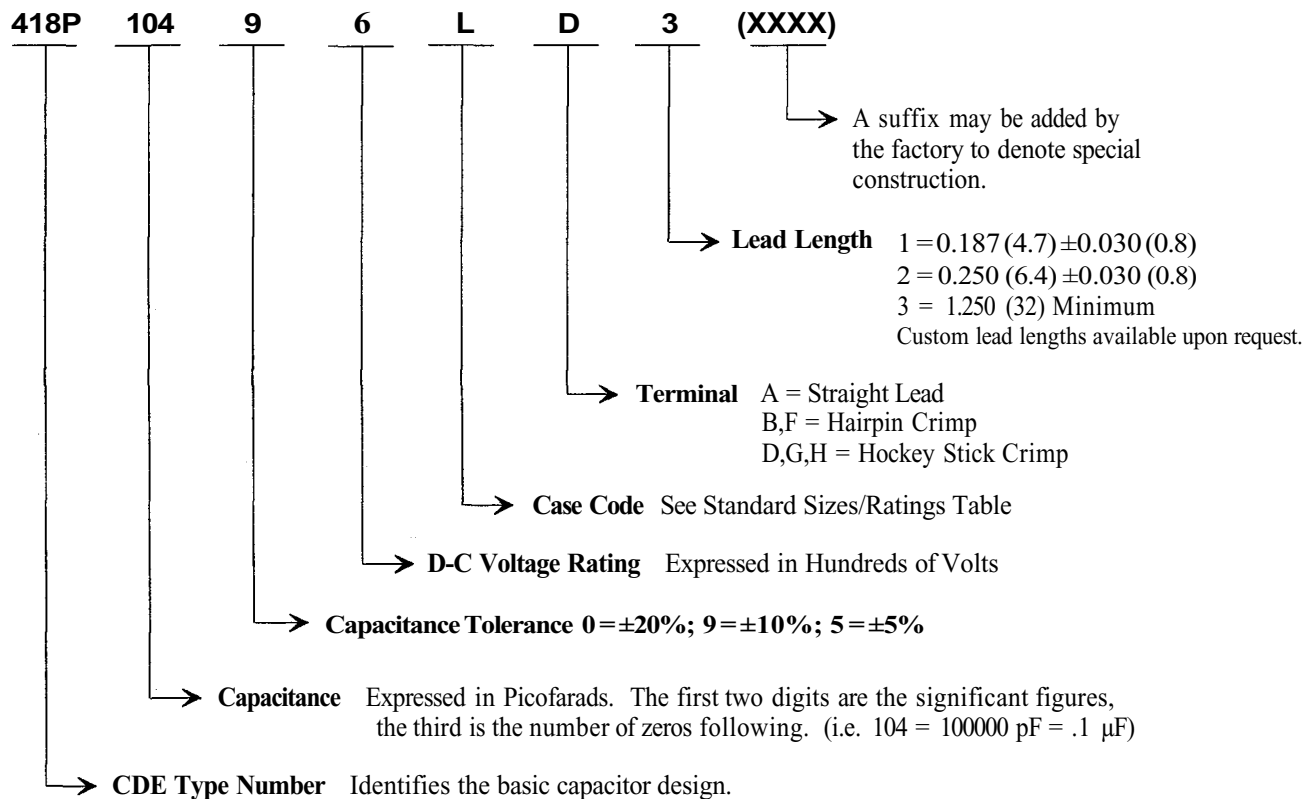 418P 104 9 6 L D 3 (XXXX)
A suffix may be added by
the factory to denote special
construction.
Lead Length 1 = 0.187 (4.7) ±0.030 (0.8)
2 = 0.250 (6.4) ±0.030 (0.8)
3 = 1.250 (32) Minimum
Custom lead lengths available upon request.
Terminal A = Straight Lead
B,F = Hairpin Crimp
D,G,H = Hockey Stick Crimp
Case Code See Standard Sizes/Ratings Table
D-C Voltage Rating Expressed in Hundreds of Volts
Capacitance Tolerance 0 = ±20%; 9 = ±10%; 5 = ±5%
Capacitance Expressed in Picofarads. The first two digits are the significant figures,
the third is the number of zeros following. (i.e. 104 = 100000 pF = .1 µF)
CDE Type Number Identifies the basic capacitor design.